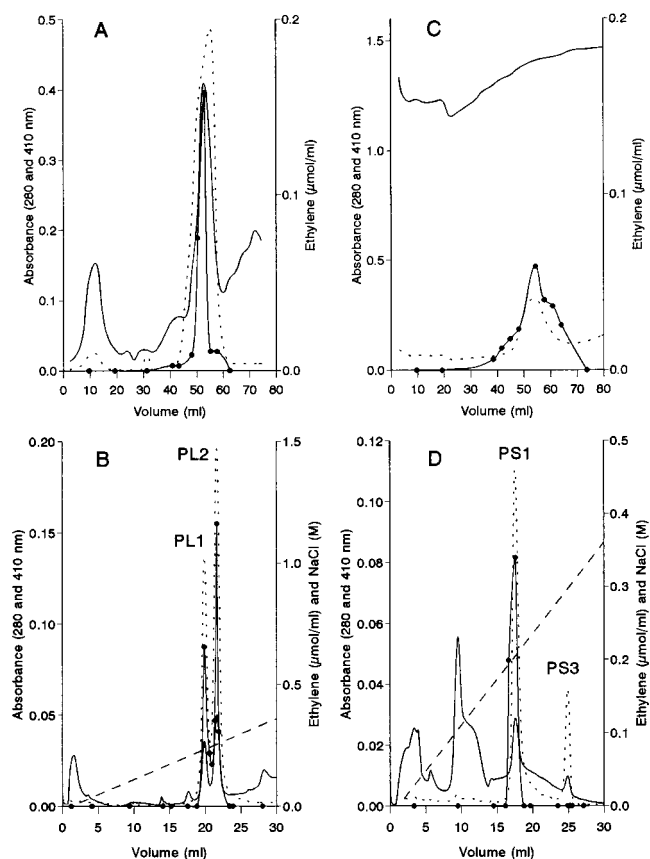 A
Absorbance (280 and 410 nm)
0.5
0.4
0.3
0.2
0.1
0.0
0.2
0.1
0.0
Ethylene (µmol/ml)
0 10 20 30 40 50 60 70 80
Volume (ml)
C
Absorbance (280 and 410 nm)
1.5
1.0
0.5
0.0
0.2
0.1
0.0
Ethylene (µmol/ml)
0 10 20 30 40 50 60 70 80
Volume (ml)
B
PL2
PL1
Absorbance (280 and 410 nm)
0.20
0.15
0.10
0.05
0.00
1.5
1.0
0.5
0.0
Ethylene (µmol/ml) and NaCl (M)
0 5 10 15 20 25 30
Volume (ml)
D
PS1
PS3
Absorbance (280 and 410 nm)
0.12
0.10
0.08
0.06
0.04
0.02
0.00
0.5
0.4
0.3
0.2
0.1
0.0
Ethylene (µmol/ml) and NaCl (M)
0 5 10 15 20 25 30
Volume (ml)